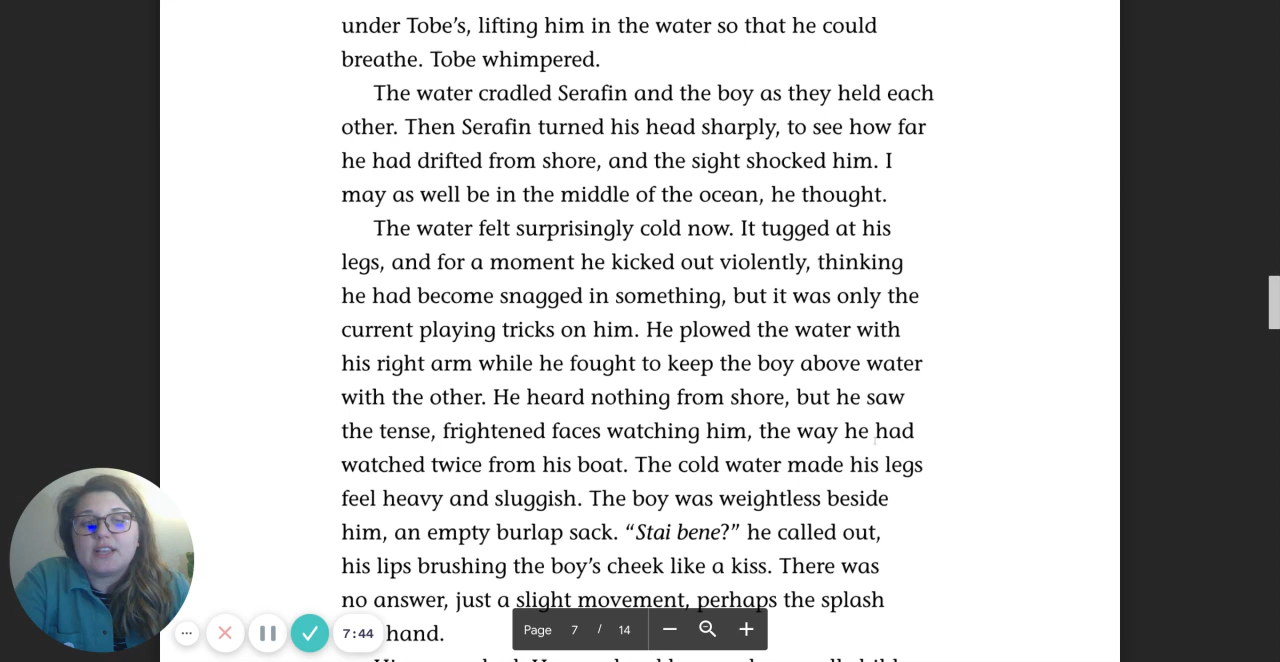 under Tobe’s, lifting him in the water so that he could
breathe. Tobe whimpered.
The water cradled Serafin and the boy as they held each
other. Then Serafin turned his head sharply, to see how far
he had drifted from shore, and the sight shocked him. I
may as well be in the middle of the ocean, he thought.
The water felt surprisingly cold now. It tugged at his
legs, and for a moment he kicked out violently, thinking
he had become snagged in something, but it was only the
current playing tricks on him. He plowed the water with
his right arm while he fought to keep the boy above water
with the other. He heard nothing from shore, but he saw
the tense, frightened faces watching him, the way he had
watched twice from his boat. The cold water made his legs
feel heavy and sluggish. The boy was weightless beside
him, an empty burlap sack. “Stai bene?” he called out,
his lips brushing the boy’s cheek like a kiss. There was
no answer, just a slight movement, perhaps the splash
hand.
7:44
Page 7 / 14